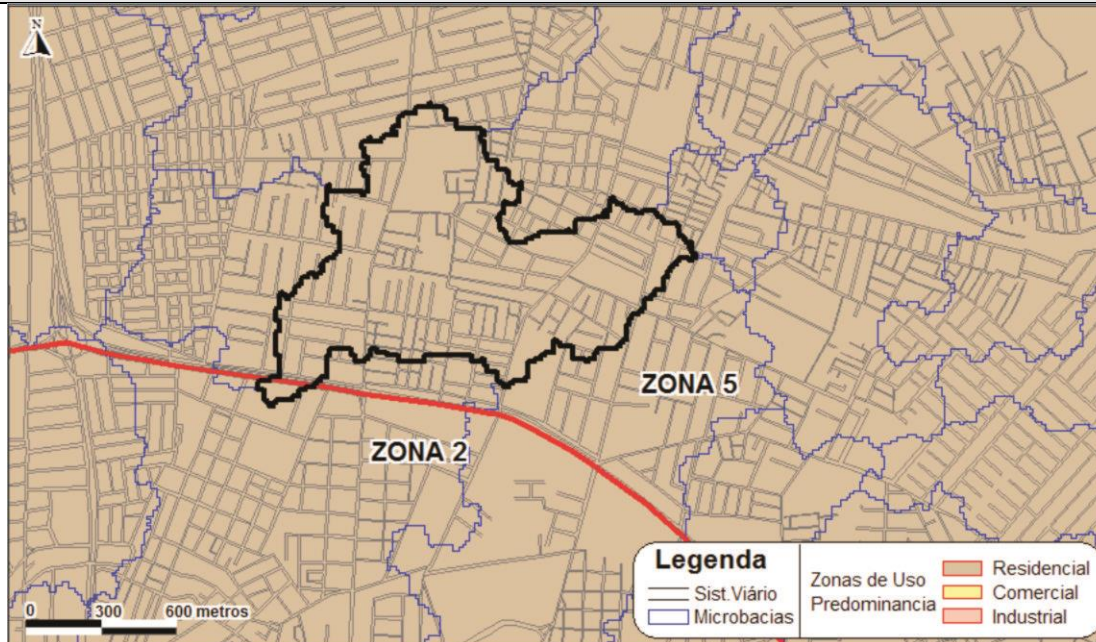 N
ZONA 5
ZONA 2
Legenda
Sist.Viário
Microbacias
Zonas de Uso
Predominancia
Residencial
Comercial
Industrial
0 300 600 metros